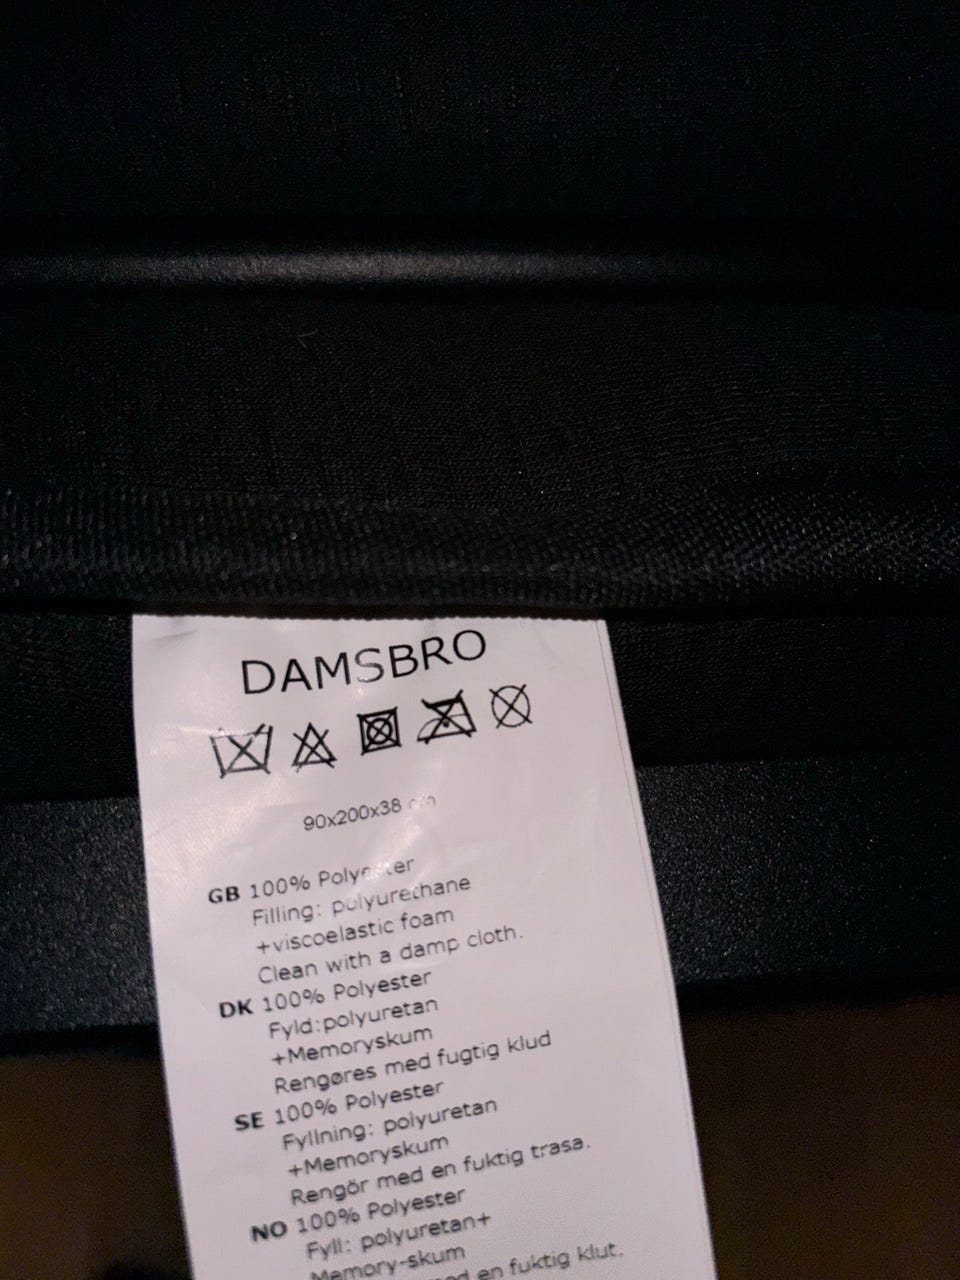 DAMSBRO
90x200x38 cm
GB 100% Polyester
Filling: polyurethane
+viscoelastic foam
Clean with a damp cloth.
DK 100% Polyester
Fyld:polyuretan
+Memoryskum
Rengøres med fugtig klud
SE 100% Polyester
Fyllning: polyuretan
+Memoryskum
Rengör med en fuktig trasa.
NO 100% Polyester
Fyll: polyuretan+
Memory-skum
en fuktig klut.